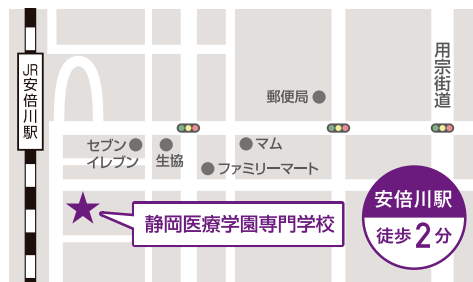 JR安倍川駅
用宗街道
郵便局
セブン
イレブン
生協
マム
ファミリーマート
静岡医療学園専門学校
安倍川駅
徒歩2分